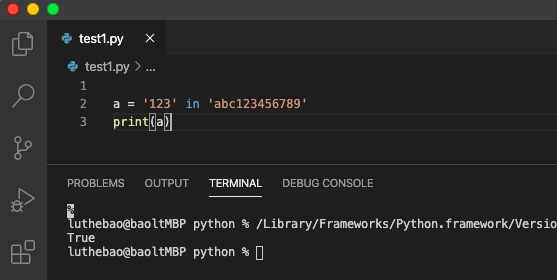 test1.py
test1.py > ...
1
2 a = '123' in 'abc123456789'
3 print(a)
PROBLEMS OUTPUT TERMINAL DEBUG CONSOLE
%
luthebao@baoltMBP python % /Library/Frameworks/Python.framework/Versio
True
luthebao@baoltMBP python %